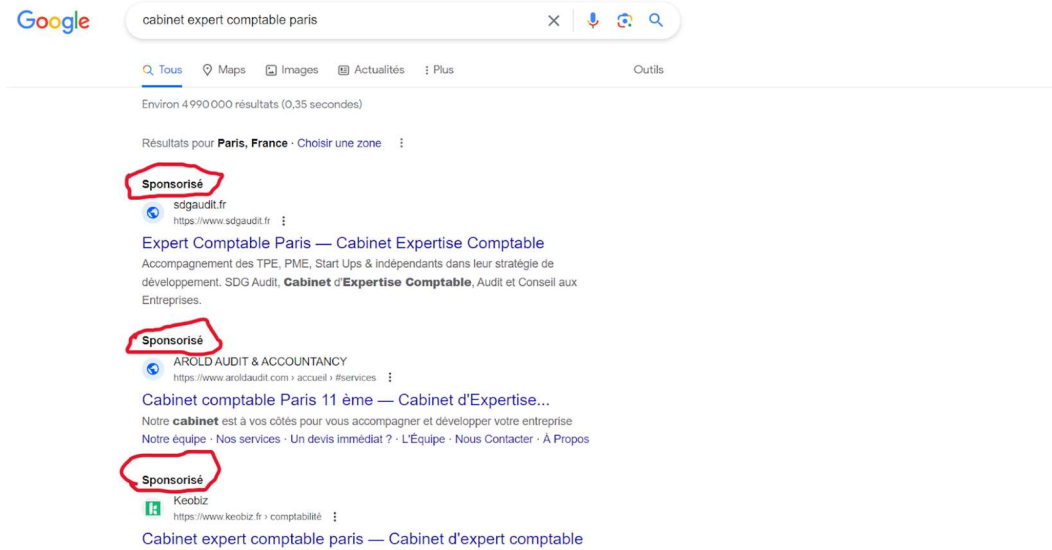 Google
cabinet expert comptable paris
Tous Maps Images Actualités Plus Outils
Environ 4 990 000 résultats (0,35 secondes)
Résultats pour Paris, France · Choisir une zone
Sponsorisé
sdgaudit.fr
https://www.sdgaudit.fr
Expert Comptable Paris — Cabinet Expertise Comptable
Accompagnement des TPE, PME, Start Ups & indépendants dans leur stratégie de
développement. SDG Audit, Cabinet d'Expertise Comptable, Audit et Conseil aux
Entreprises.
Sponsorisé
AROLD AUDIT & ACCOUNTANCY
https://www.aroldaudit.com › accueil › #services
Cabinet comptable Paris 11 ème — Cabinet d'Expertise...
Notre cabinet est à vos côtés pour vous accompagner et développer votre entreprise
Notre équipe · Nos services · Un devis immédiat ? · L'Équipe · Nous Contacter · À Propos
Sponsorisé
Keobiz
https://www.keobiz.fr › comptabilité
Cabinet expert comptable paris — Cabinet d'expert comptable